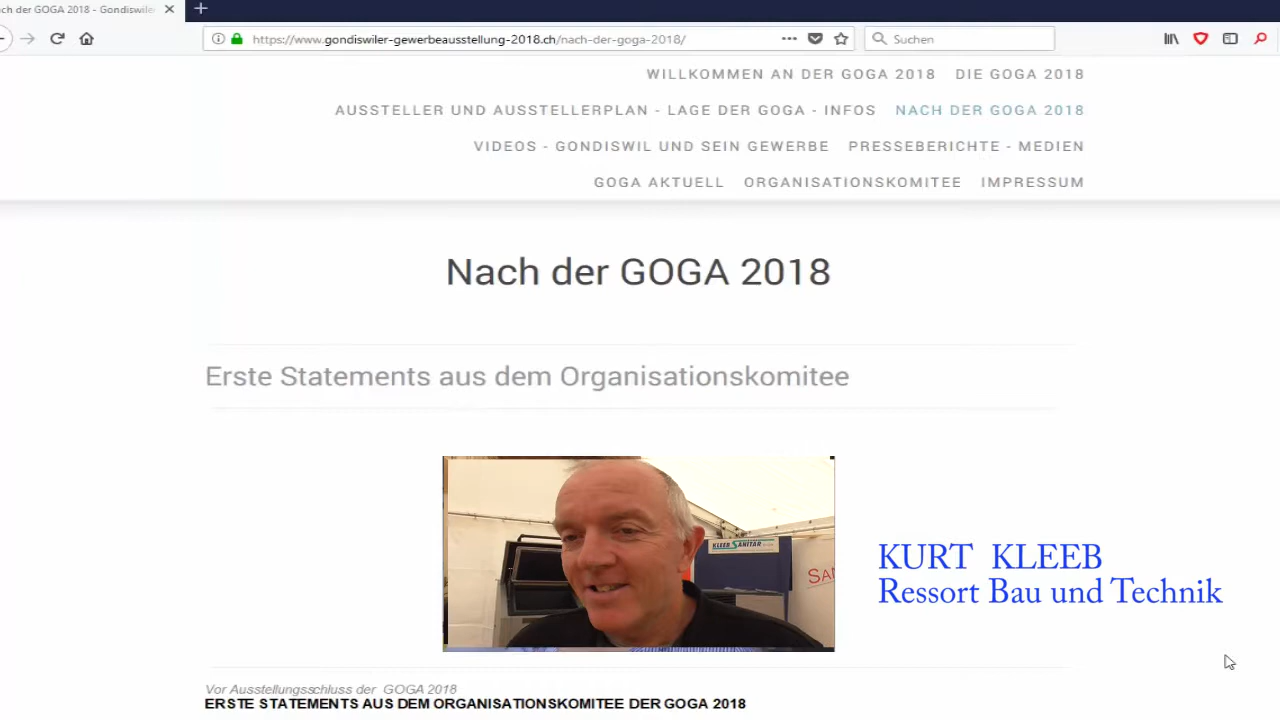 ch der GOGA 2018 - Gondiswile
https://www.gondiswiler-gewerbeausstellung-2018.ch/nach-der-goga-2018/
Suchen
WILLKOMMEN AN DER GOGA 2018 DIE GOGA 2018
AUSSTELLER UND AUSSTELLERPLAN - LAGE DER GOGA - INFOS NACH DER GOGA 2018
VIDEOS - GONDISWIL UND SEIN GEWERBE PRESSEBERICHTE - MEDIEN
GOGA AKTUELL ORGANISATIONSKOMITEE IMPRESSUM
Nach der GOGA 2018
Erste Statements aus dem Organisationskomitee
KLEEB SANITÄR
SAN
KURT KLEEB
Ressort Bau und Technik
Vor Ausstellungsschluss der GOGA 2018
ERSTE STATEMENTS AUS DEM ORGANISATIONSKOMITEE DER GOGA 2018